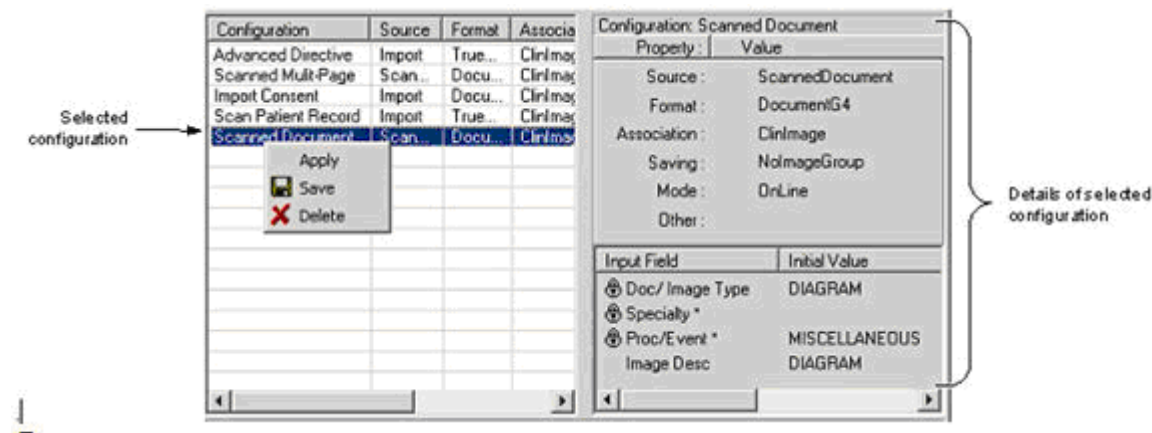 Configuration Source Format Associa
Advanced Directive Import True... ClinImag
Scanned Mulit-Page Scan... Docu... ClinImag
Import Consent Import Docu... ClinImag
Scan Patient Record Import True... ClinImag
Scanned Document Scan... Docu... ClinImag
Apply
Save
Delete
Selected
configuration
Configuration: Scanned Document
Property : Value
Source : ScannedDocument
Format : DocumentG4
Association : ClinImage
Saving : NoImageGroup
Mode : OnLine
Other :
Input Field Initial Value
Doc/ Image Type DIAGRAM
Specialty *
Proc/Event * MISCELLANEOUS
Image Desc DIAGRAM
Details of selected
configuration